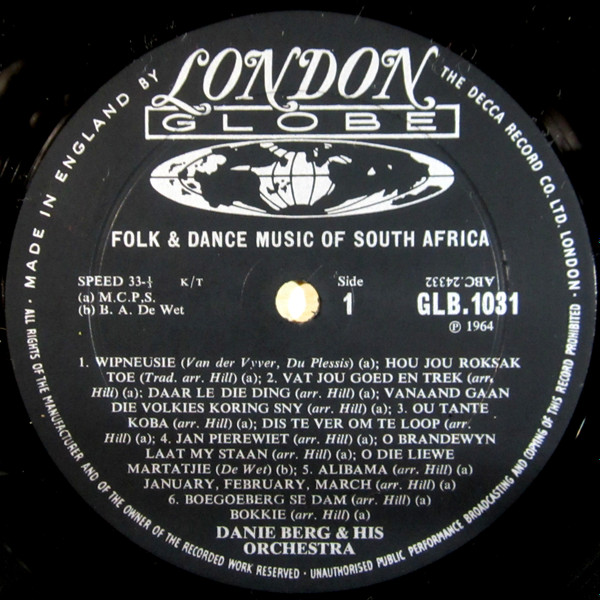 MADE IN ENGLAND BY
LONDON
GLOBE
THE DECCA RECORD CO. LTD. LONDON
FOLK & DANCE MUSIC OF SOUTH AFRICA
SPEED 33-⅓ K/T
(a) M.C.P.S.
(b) B. A. De Wet
Side
1
ABC.24332
GLB.1031
℗ 1964
1. WIPNEUSIE (Van der Vyver, Du Plessis) (a); HOU JOU ROKSAK
TOE (Trad. arr. Hill) (a); 2. VAT JOU GOED EN TREK (arr.
Hill) (a); DAAR LE DIE DING (arr. Hill) (a); VANAAND GAAN
DIE VOLKIES KORING SNY (arr. Hill) (a); 3. OU TANTE
KOBA (arr. Hill) (a); DIS TE VER OM TE LOOP (arr.
Hill) (a); 4. JAN PIEREWIET (arr. Hill) (a); O BRANDEWYN
LAAT MY STAAN (arr. Hill) (a); O DIE LIEWE
MARTATJIE (De Wet) (b); 5. ALIBAMA (arr. Hill) (a)
JANUARY, FEBRUARY, MARCH (arr. Hill) (a)
6. BOEGOEBERG SE DAM (arr. Hill) (a)
BOKKIE (arr. Hill) (a)
DANIE BERG & HIS
ORCHESTRA
· ALL RIGHTS OF THE MANUFACTURER AND OF THE OWNER OF THE RECORDED WORK RESERVED · UNAUTHORISED PUBLIC PERFORMANCE BROADCASTING AND COPYING OF THIS RECORD PROHIBITED ·